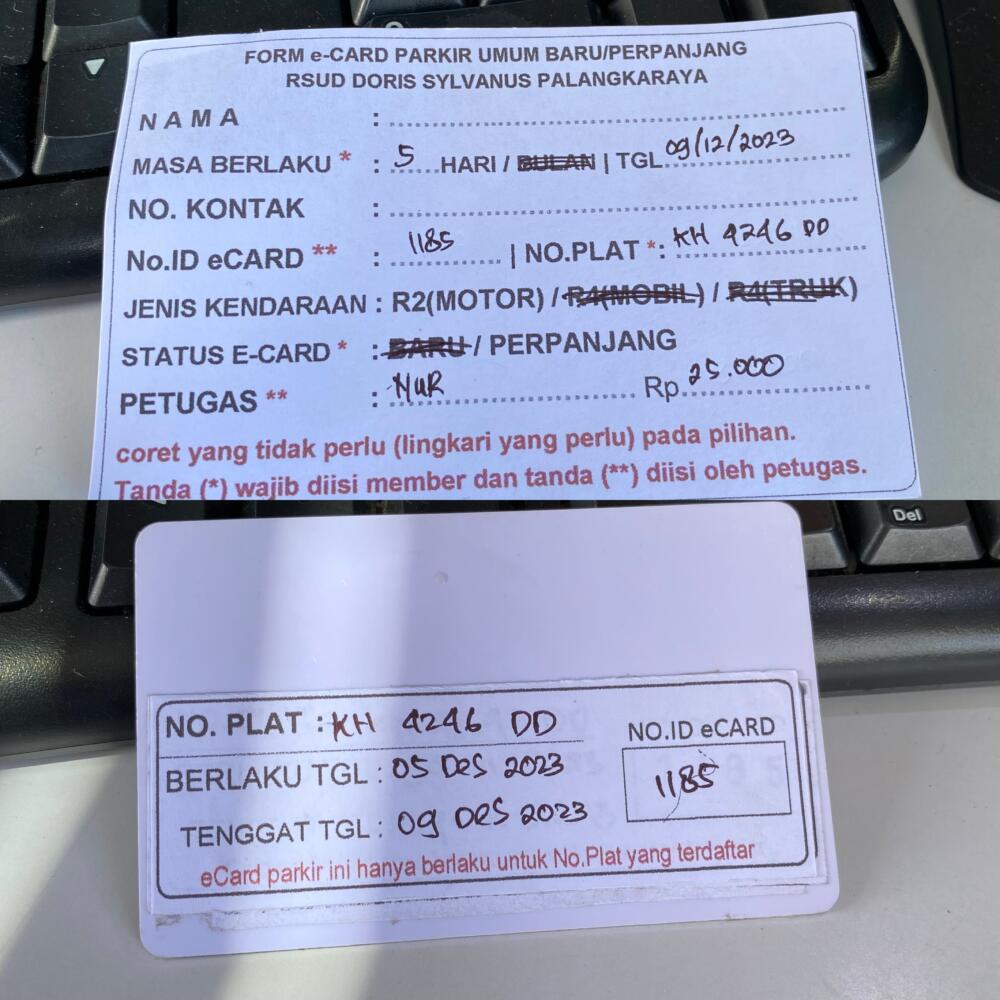 FORM e-CARD PARKIR UMUM BARU/PERPANJANG
RSUD DORIS SYLVANUS PALANGKARAYA
NAMA :
MASA BERLAKU * : 5 HARI / BULAN | TGL 09/12/2023
NO. KONTAK :
No.ID eCARD ** : 1185 | NO.PLAT *: KH 4246 DD
JENIS KENDARAAN : R2(MOTOR) / R4(MOBIL) / R4(TRUK)
STATUS E-CARD * : BARU / PERPANJANG
PETUGAS ** : NUR Rp. 25.000
coret yang tidak perlu (lingkari yang perlu) pada pilihan.
Tanda (*) wajib diisi member dan tanda (**) diisi oleh petugas.
Del
NO. PLAT : KH 4246 DD
NO.ID eCARD
BERLAKU TGL : 05 Des 2023
1185
TENGGAT TGL : 09 Des 2023
eCard parkir ini hanya berlaku untuk No.Plat yang terdaftar